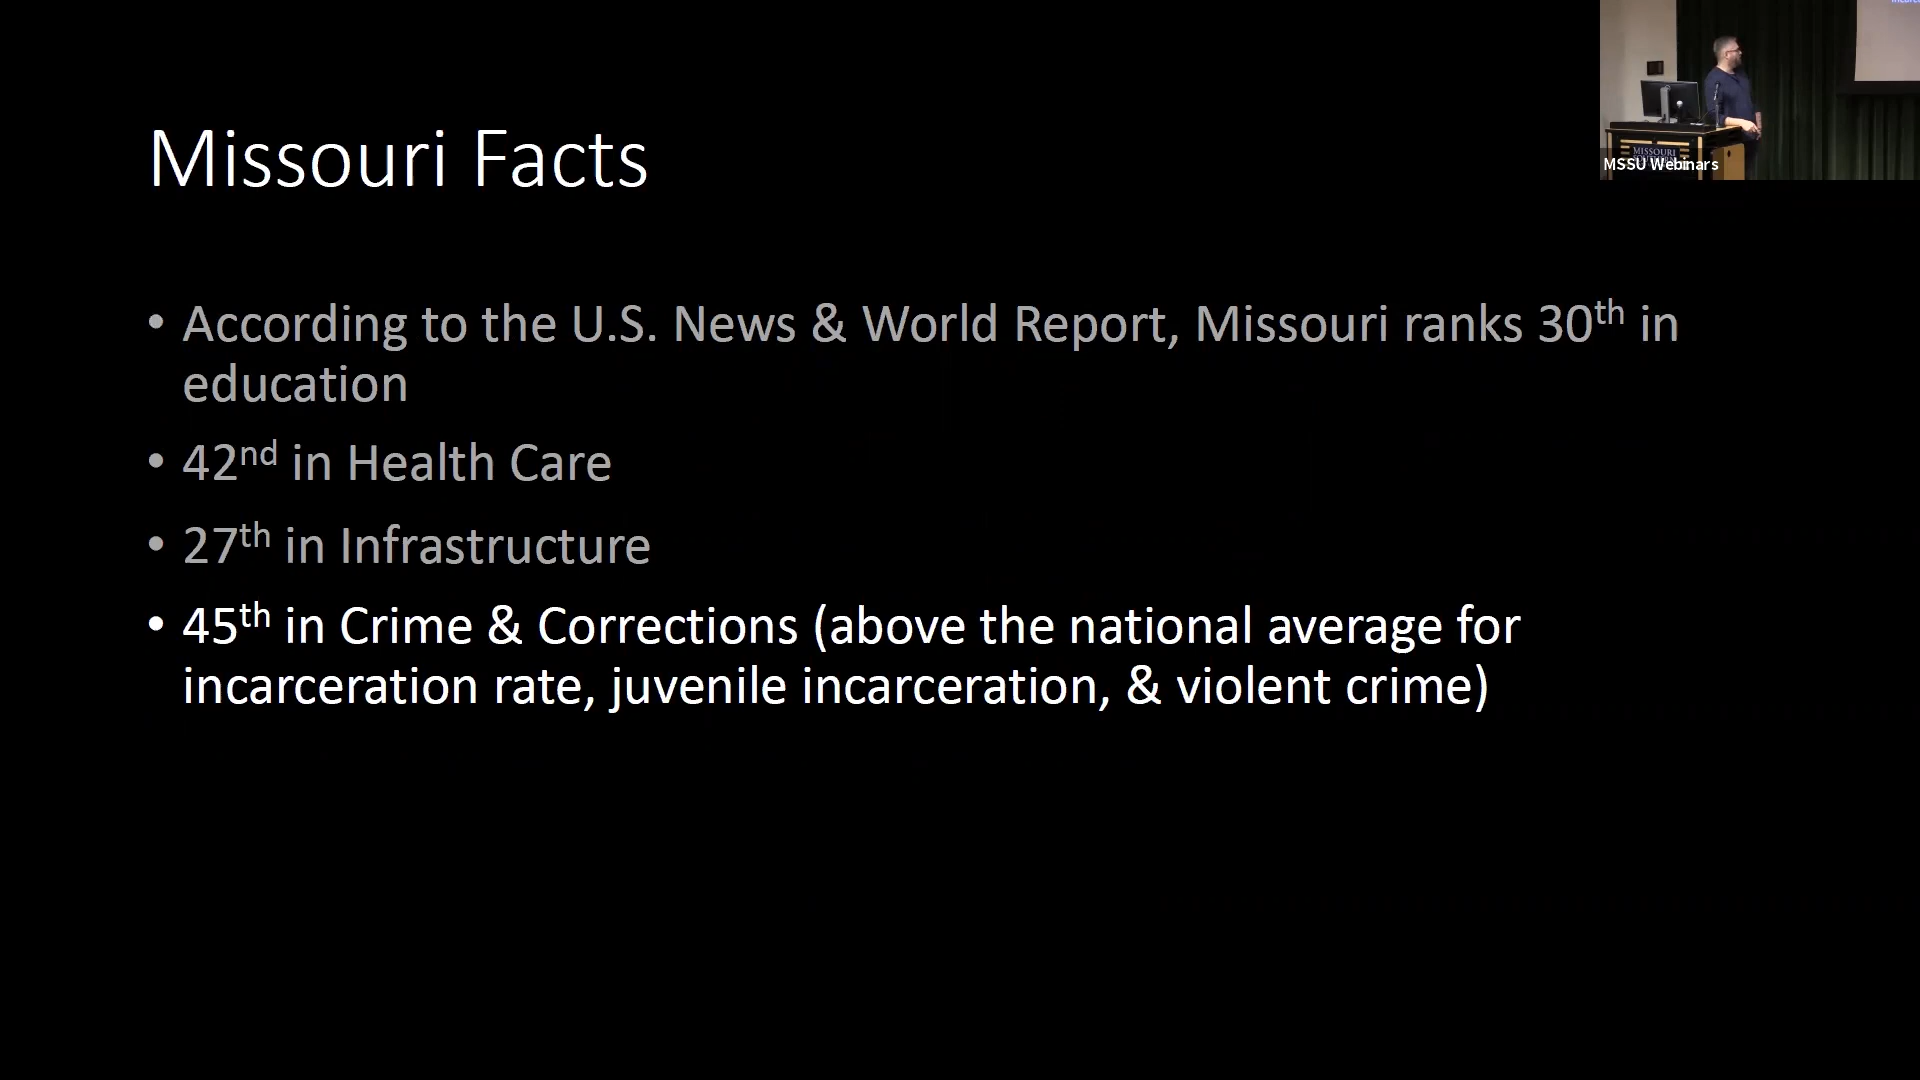 Missouri Facts
• According to the U.S. News & World Report, Missouri ranks 30th in
education
• 42nd in Health Care
• 27th in Infrastructure
• 45th in Crime & Corrections (above the national average for
incarceration rate, juvenile incarceration, & violent crime)
MISSOURI
MSSU Webinars